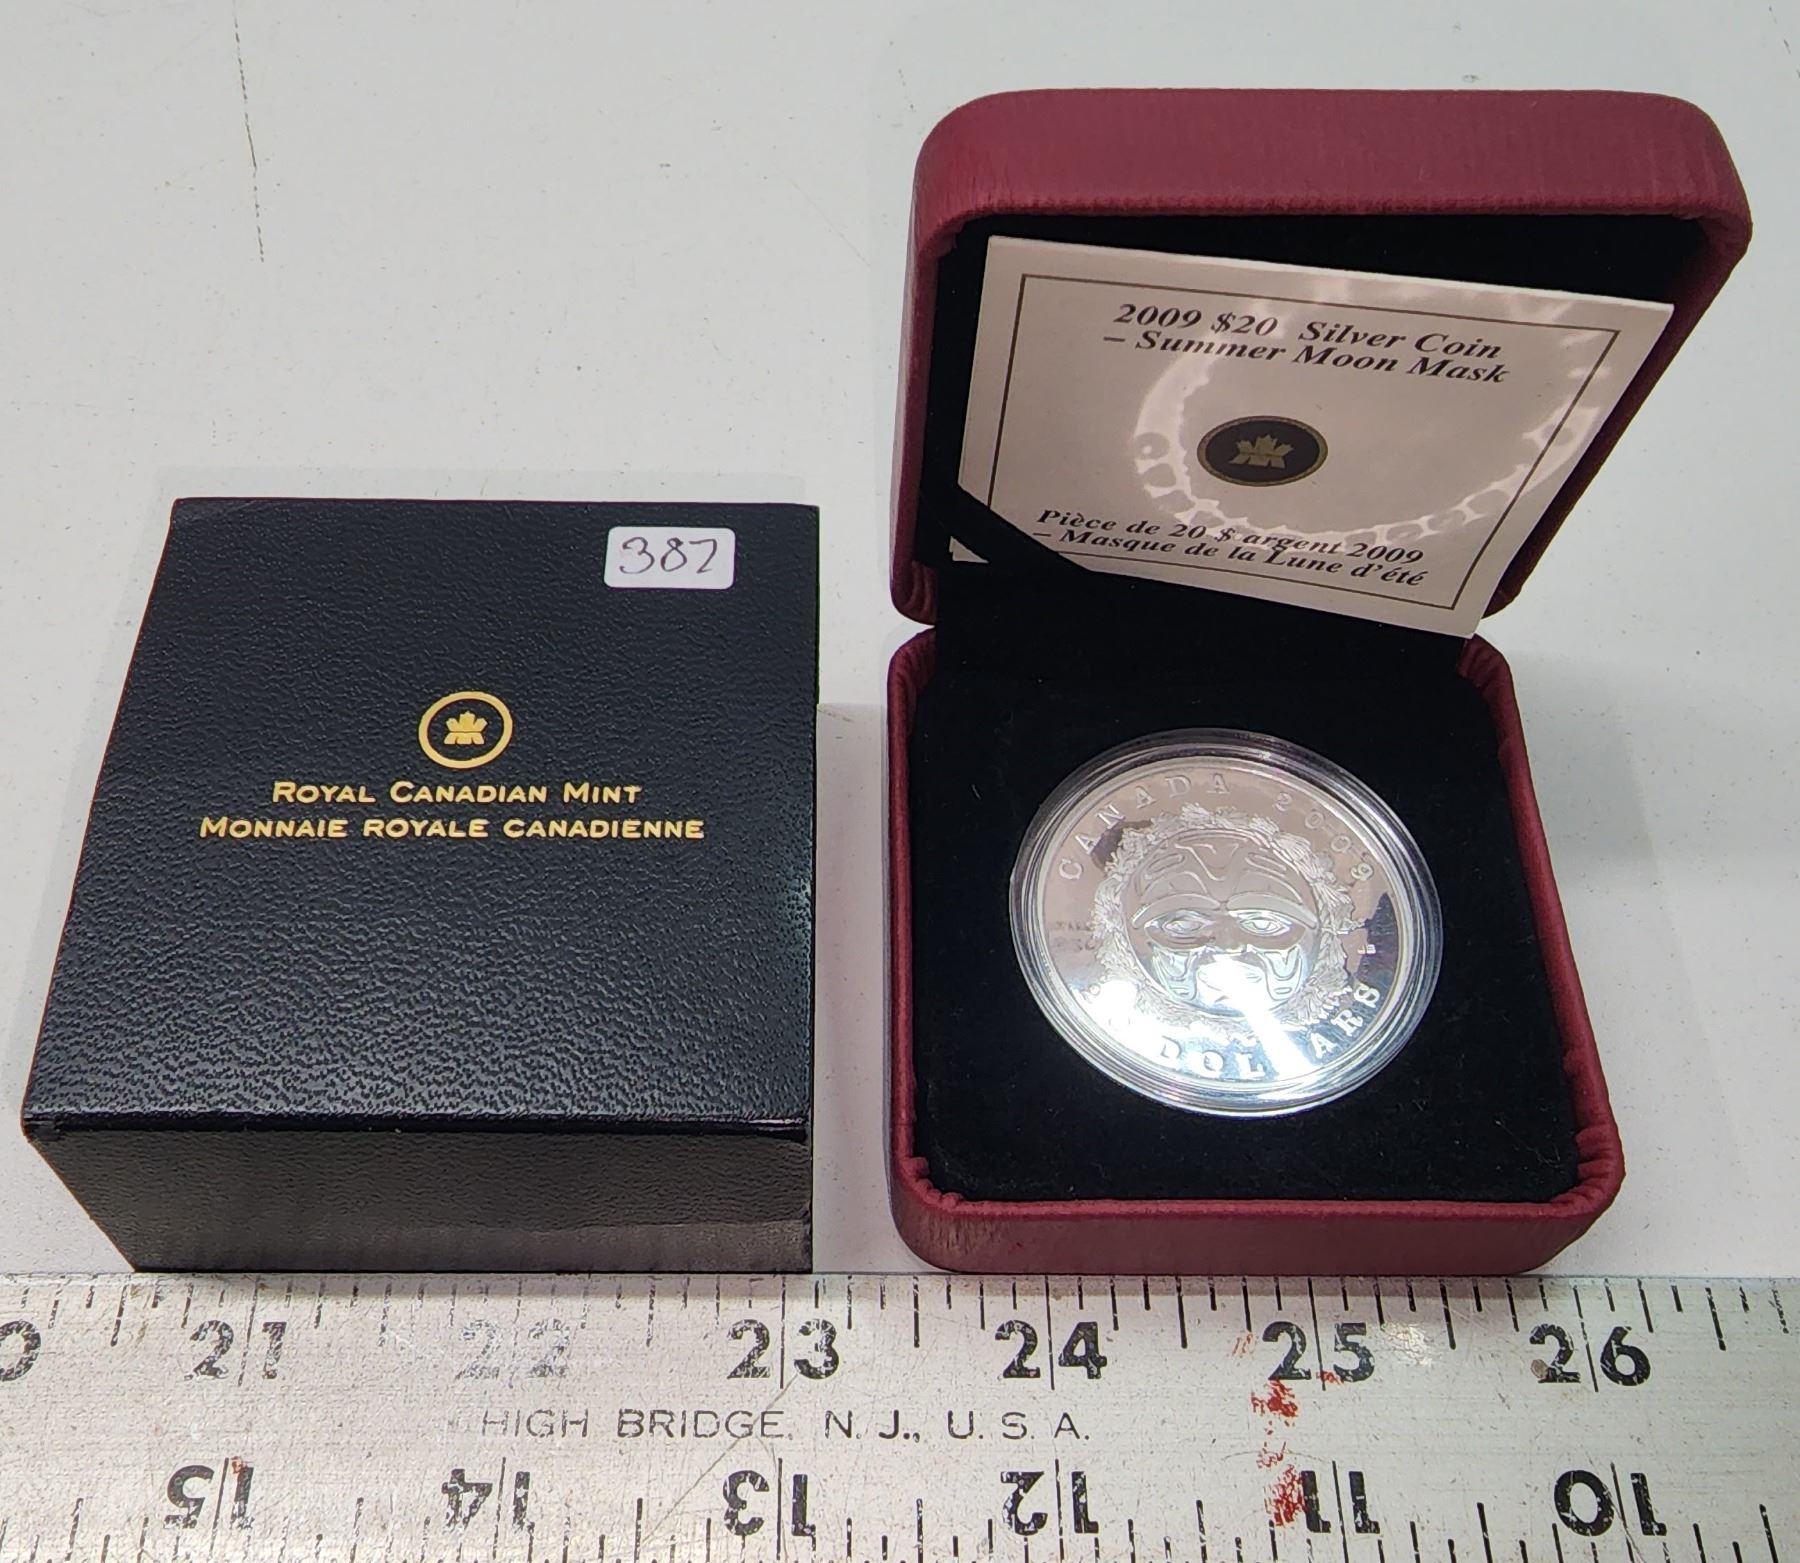 387
ROYAL CANADIAN MINT
MONNAIE ROYALE CANADIENNE
2009 $20 Silver Coin
– Summer Moon Mask
Pièce de 20 $ argent 2009
– Masque de la Lune d'été
CANADA 2009
DOLLARS
21 22 23 24 25 26
HIGH BRIDGE, N.J., U.S.A.
15 14 13 12 11 10